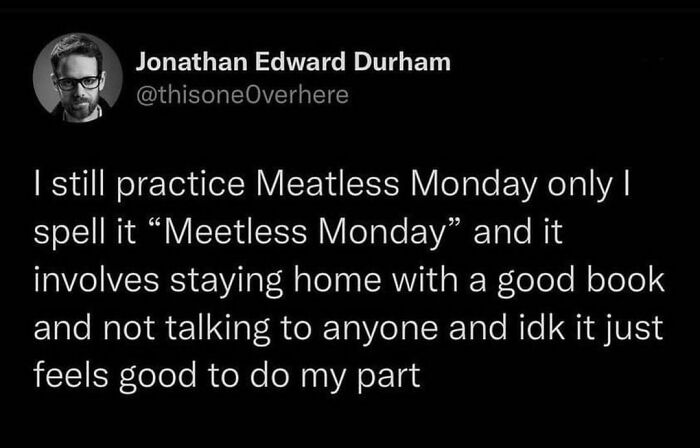 Jonathan Edward Durham
@thisone0verhere
I still practice Meatless Monday only I
spell it “Meetless Monday” and it
involves staying home with a good book
and not talking to anyone and idk it just
feels good to do my part